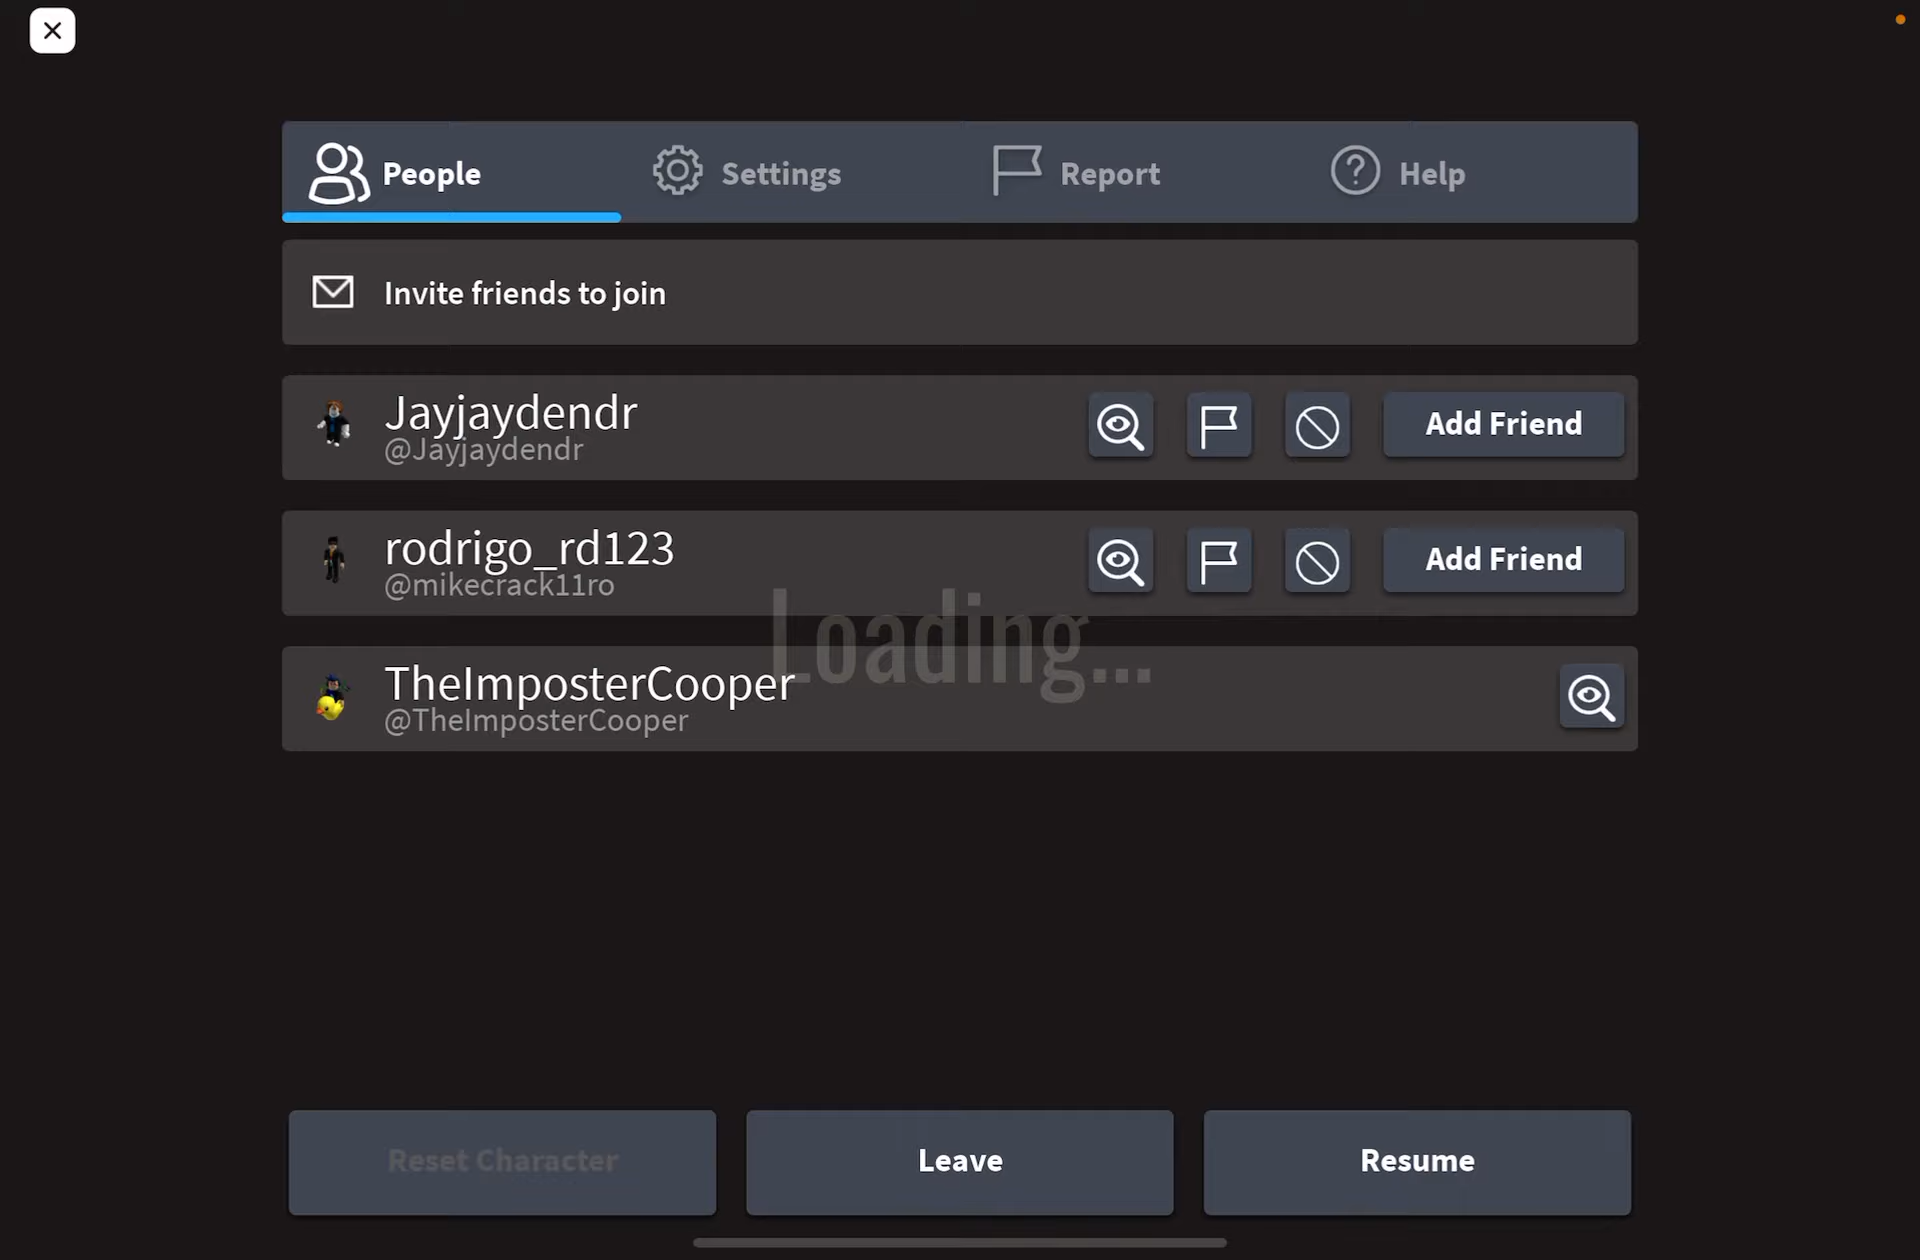 People
Settings
Report
Help
Invite friends to join
Jayjaydendr
@Jayjaydendr
Add Friend
rodrigo_rd123
@mikecrack11ro
Add Friend
Loading...
TheImposterCooper
@TheImposterCooper
Reset Character
Leave
Resume